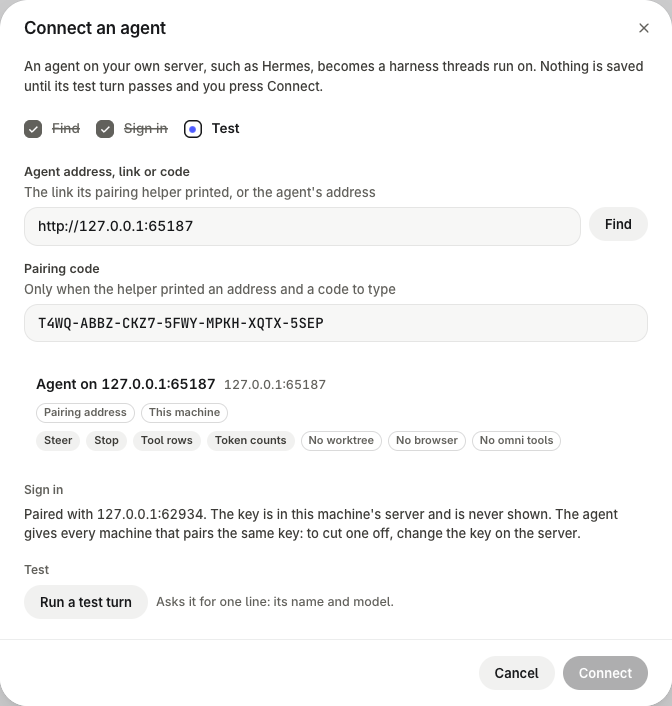 Connect an agent
An agent on your own server, such as Hermes, becomes a harness threads run on. Nothing is saved
until its test turn passes and you press Connect.
Find Sign in Test
Agent address, link or code
The link its pairing helper printed, or the agent's address
http://127.0.0.1:65187 Find
Pairing code
Only when the helper printed an address and a code to type
T4WQ-ABBZ-CKZ7-5FWY-MPKH-XQTX-5SEP
Agent on 127.0.0.1:65187 127.0.0.1:65187
Pairing address This machine
Steer Stop Tool rows Token counts No worktree No browser No omni tools
Sign in
Paired with 127.0.0.1:62934. The key is in this machine's server and is never shown. The agent
gives every machine that pairs the same key: to cut one off, change the key on the server.
Test
Run a test turn Asks it for one line: its name and model.
Cancel Connect